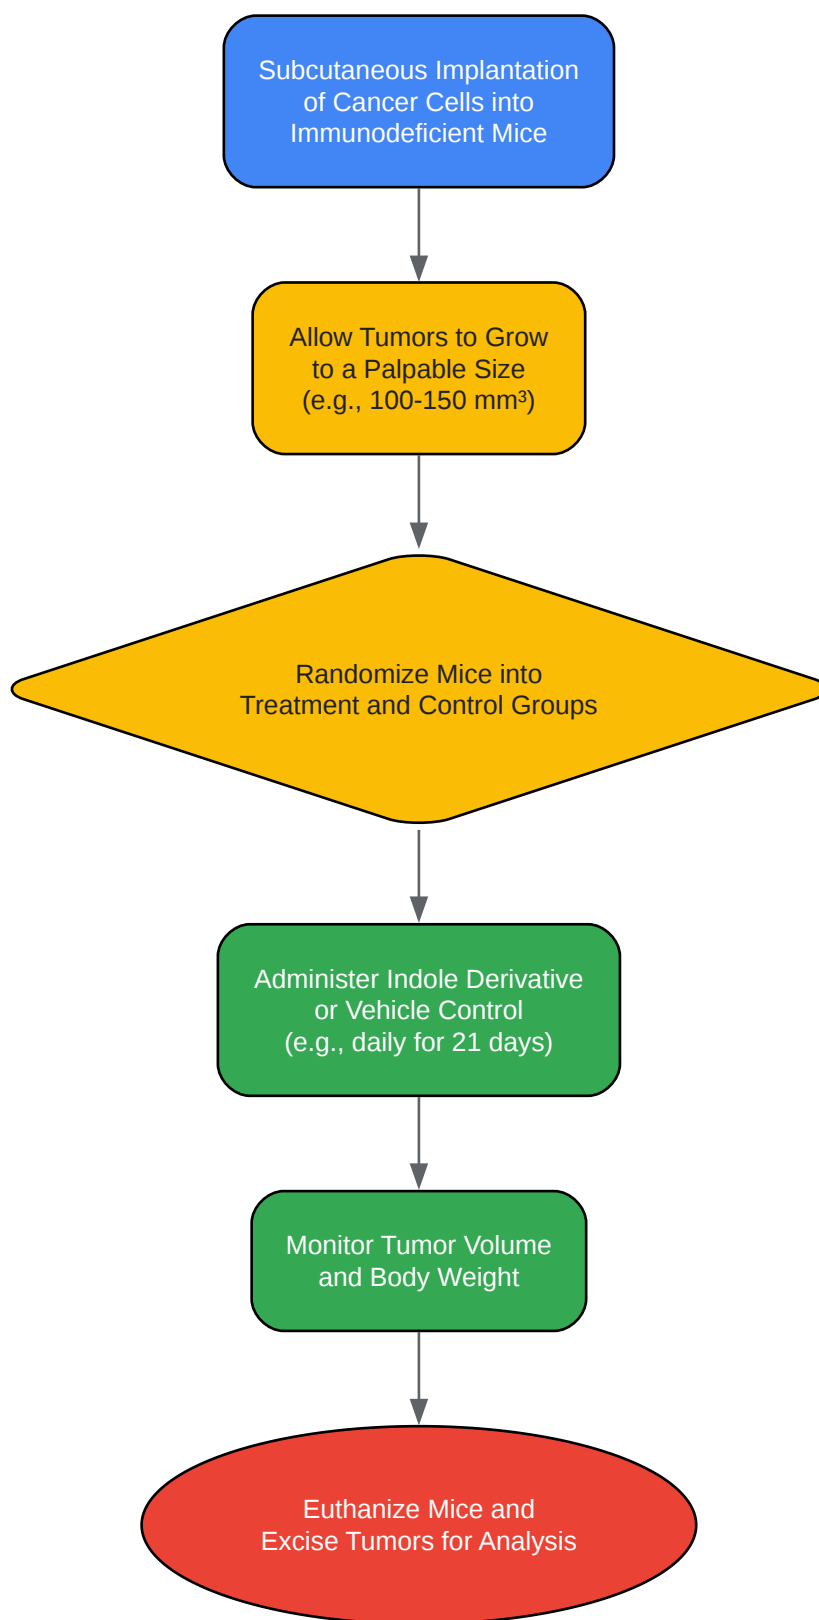 Subcutaneous Implantation
of Cancer Cells into
Immunodeficient Mice
Allow Tumors to Grow
to a Palpable Size
(e.g., 100-150 mm³)
Randomize Mice into
Treatment and Control Groups
Administer Indole Derivative
or Vehicle Control
(e.g., daily for 21 days)
Monitor Tumor Volume
and Body Weight
Euthanize Mice and
Excise Tumors for Analysis